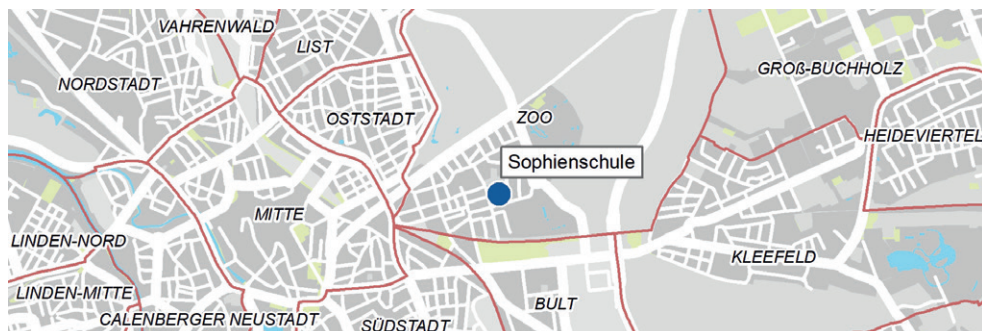 VAHRENWALD
LIST
NORDSTADT
GROß-BUCHHOLZ
OSTSTADT
ZOO
HEIDEVIERTEL
Sophienschule
MITTE
LINDEN-NORD
KLEEFELD
LINDEN-MITTE
BULT
CALENBERGER NEUSTADT
SÜDSTADT